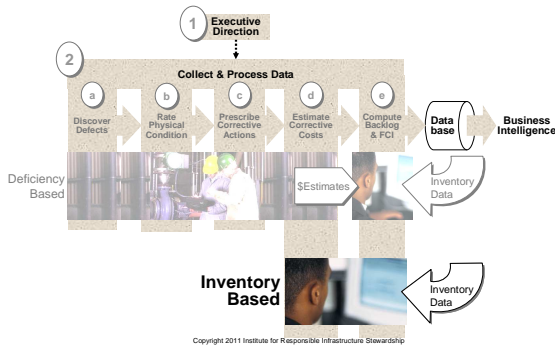 1
Executive
Direction
2
Collect & Process Data
a
b
c
d
e
Discover
Defects
Rate
Physical
Condition
Prescribe
Corrective
Actions
Estimate
Corrective
Costs
Compute
Backlog
& FCI
Data
base
Business
Intelligence
Deficiency
Based
$Estimates
Inventory
Data
Inventory
Based
Inventory
Data
Copyright 2011 Institute for Responsible Infrastructure Stewardship